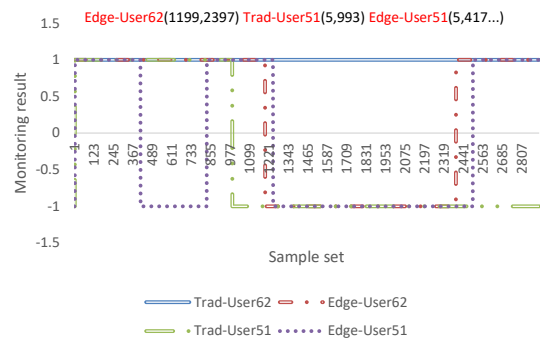 Edge-User62(1199,2397) Trad-User51(5,993) Edge-User51(5,417...)
1.5
1
0.5
0
-0.5
-1
-1.5
Monitoring result
1 123 245 367 489 611 733 855 977 1099 1221 1343 1465 1587 1709 1831 1953 2075 2197 2319 2441 2563 2685 2807
Sample set
Trad-User62 Edge-User62
Trad-User51 Edge-User51